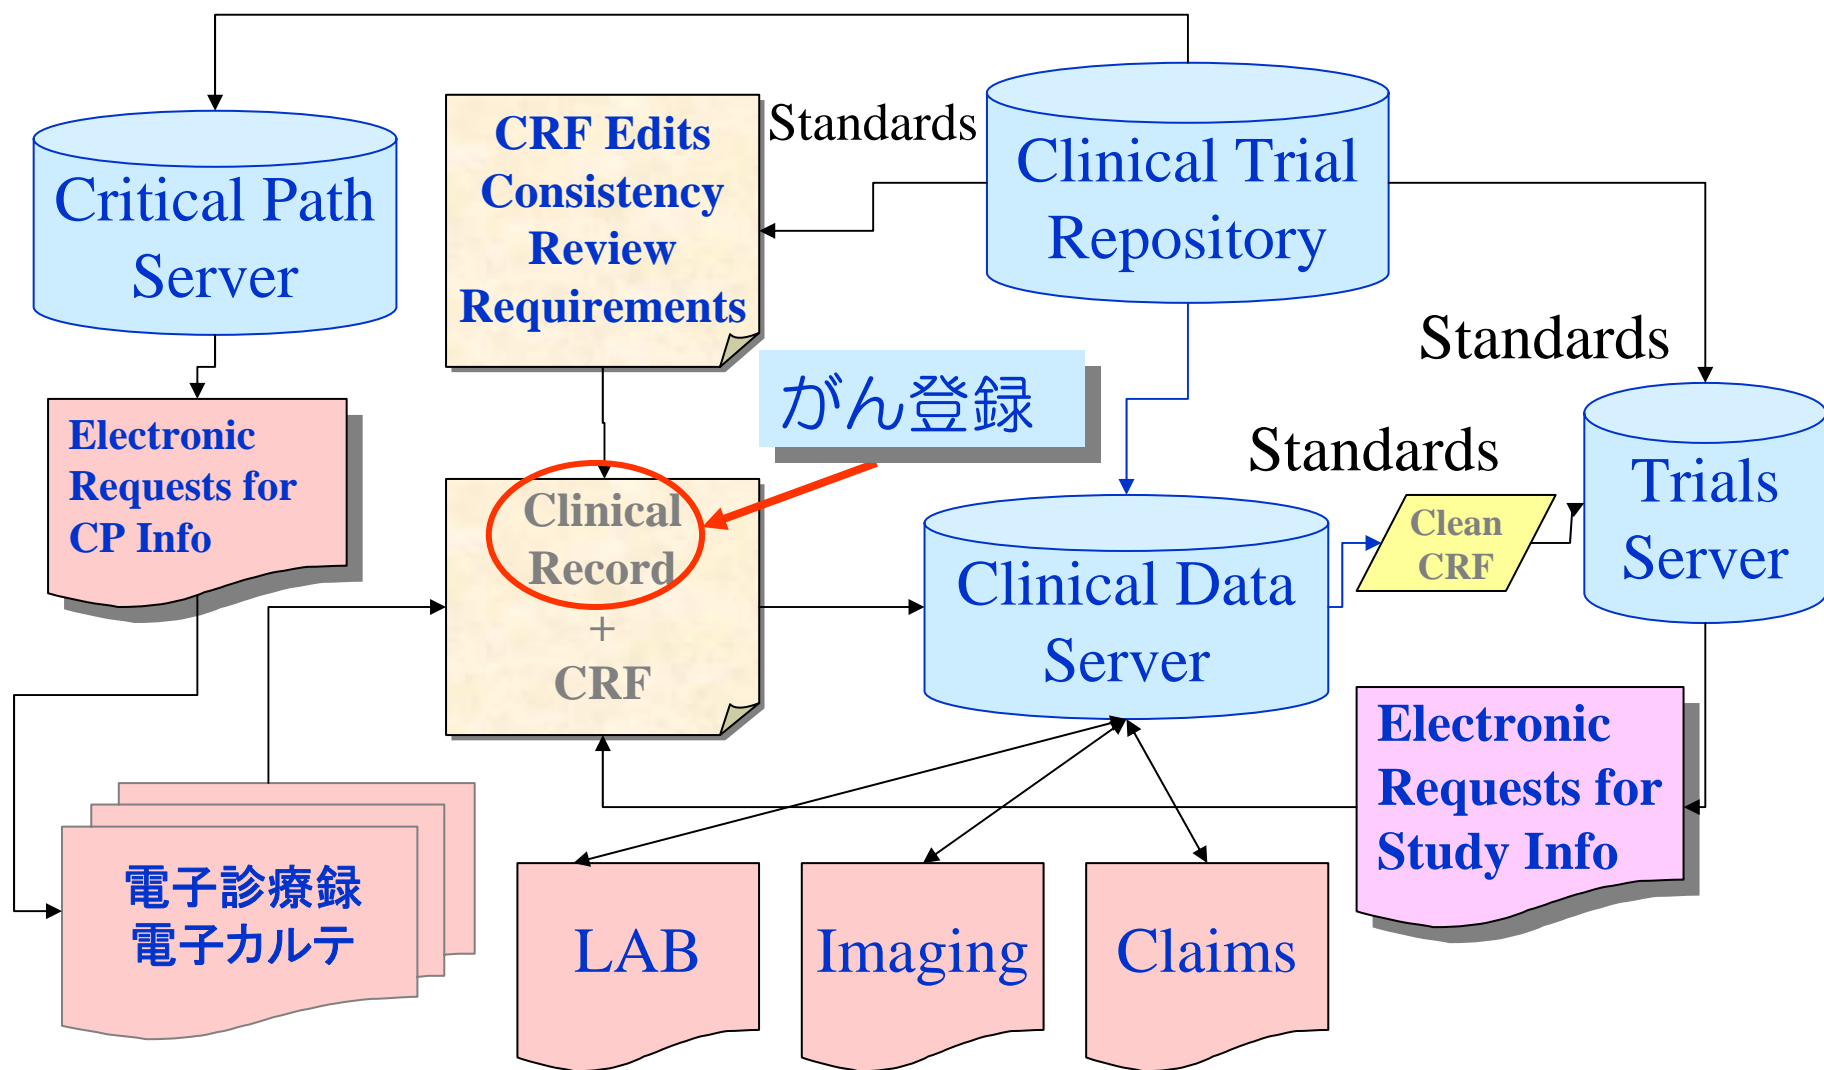 Critical Path
Server
CRF Edits
Consistency
Review
Requirements
Standards
Clinical Trial
Repository
Standards
がん登録
Electronic
Requests for
CP Info
Clinical
Record
+
CRF
Standards
Clinical Data
Server
Clean
CRF
Trials
Server
Electronic
Requests for
Study Info
電子診療録
電子カルテ
LAB
Imaging
Claims